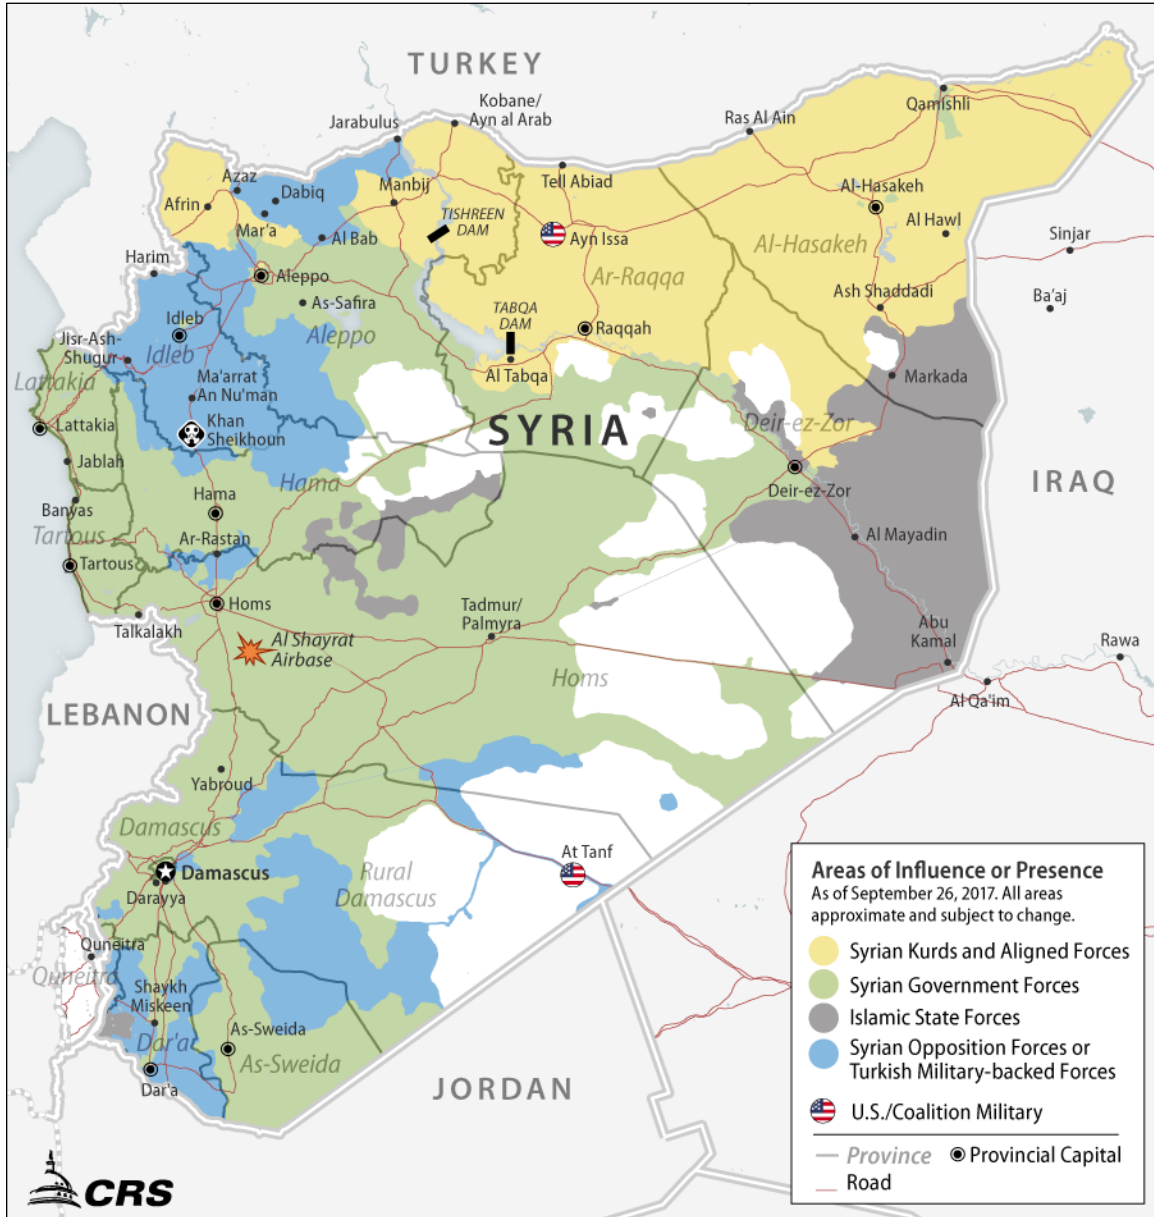 TURKEY
Kobane/
Ayn al Arab
Jarabulus
Qamishli
Ras Al Ain
Azaz
Dabiq
Manbij
Tell Abiad
Afrin
Al-Hasakeh
TISHREEN
DAM
Mar'a
Al Bab
Ayn Issa
Al Hawl
Al-Hasakeh
Sinjar
Harim
Aleppo
Ar-Raqqa
As-Safira
Ash Shaddadi
Ba'aj
Idleb
TABQA
DAM
Raqqah
Aleppo
Jisr-Ash-
Shugur
Idleb
Al Tabqa
Markada
Lattakia
Ma'arrat
An Nu'man
Lattakia
Khan
Sheikhoun
SYRIA
Deir-ez-Zor
Jablah
Hama
Deir-ez-Zor
IRAQ
Banyas
Hama
Tartous
Ar-Rastan
Al Mayadin
Tartous
Homs
Tadmur/
Palmyra
Talkalakh
Al Shayrat
Airbase
Abu
Kamal
Rawa
Homs
Al Qa'im
LEBANON
Yabroud
Damascus
At Tanf
Damascus
Rural
Damascus
Darayya
Quneitra
Quneitra
Shaykh
Miskeen
Dar'a
As-Sweida
As-Sweida
Dar'a
JORDAN
Areas of Influence or Presence
As of September 26, 2017. All areas
approximate and subject to change.
Syrian Kurds and Aligned Forces
Syrian Government Forces
Islamic State Forces
Syrian Opposition Forces or
Turkish Military-backed Forces
U.S./Coalition Military
Province
Provincial Capital
Road
CRS